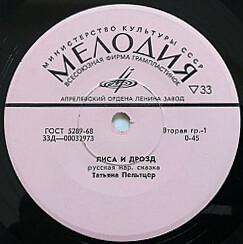 МИНИСТЕРСТВО КУЛЬТУРЫ СССР
МЕЛОДИЯ
ВСЕСОЮЗНАЯ ФИРМА ГРАМПЛАСТИНОК
33
АПРЕЛЕВСКИЙ ОРДЕНА ЛЕНИНА ЗАВОД
ГОСТ 5289-68
33Д—00032973
Вторая гр.-1
0-45
ЛИСА И ДРОЗД
русская нар. сказка
Татьяна Пельтцер